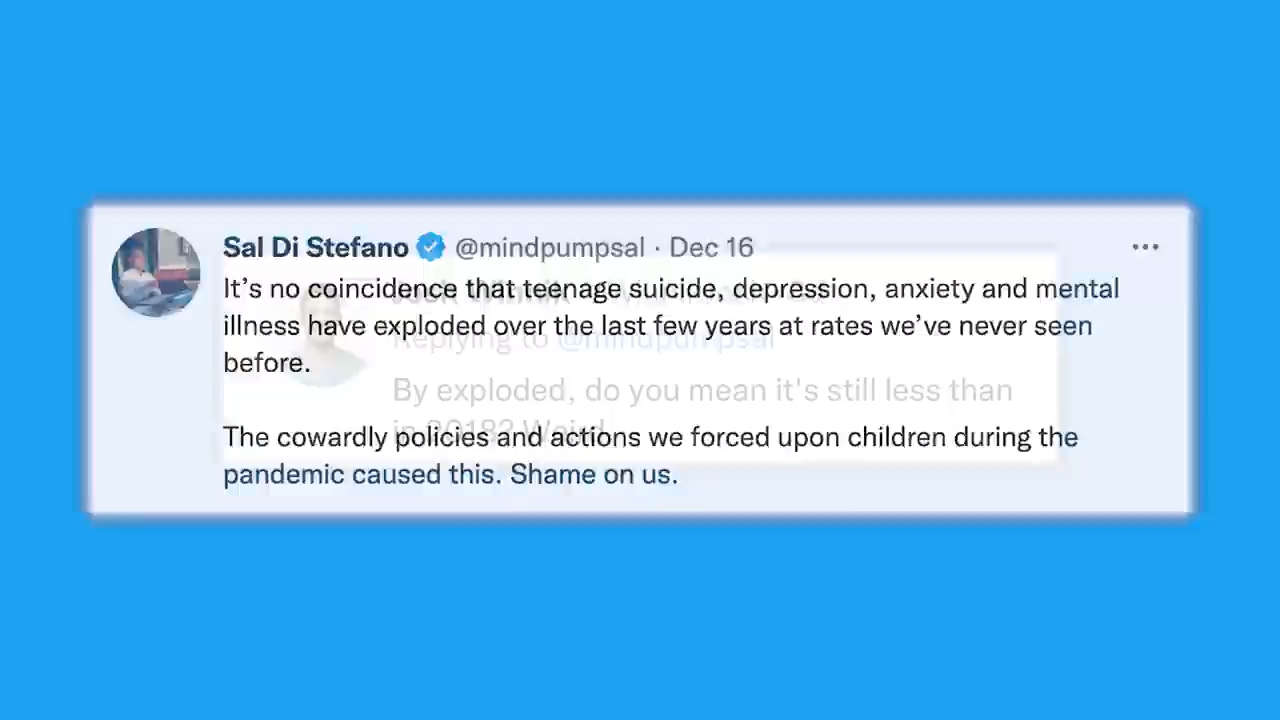 Sal Di Stefano @mindpumpsal · Dec 16
It's no coincidence that teenage suicide, depression, anxiety and mental
illness have exploded over the last few years at rates we've never seen
before.
The cowardly policies and actions we forced upon children during the
pandemic caused this. Shame on us.
Replying to @mindpumpsal
By exploded, do you mean it's still less than
in 2018? Weird.